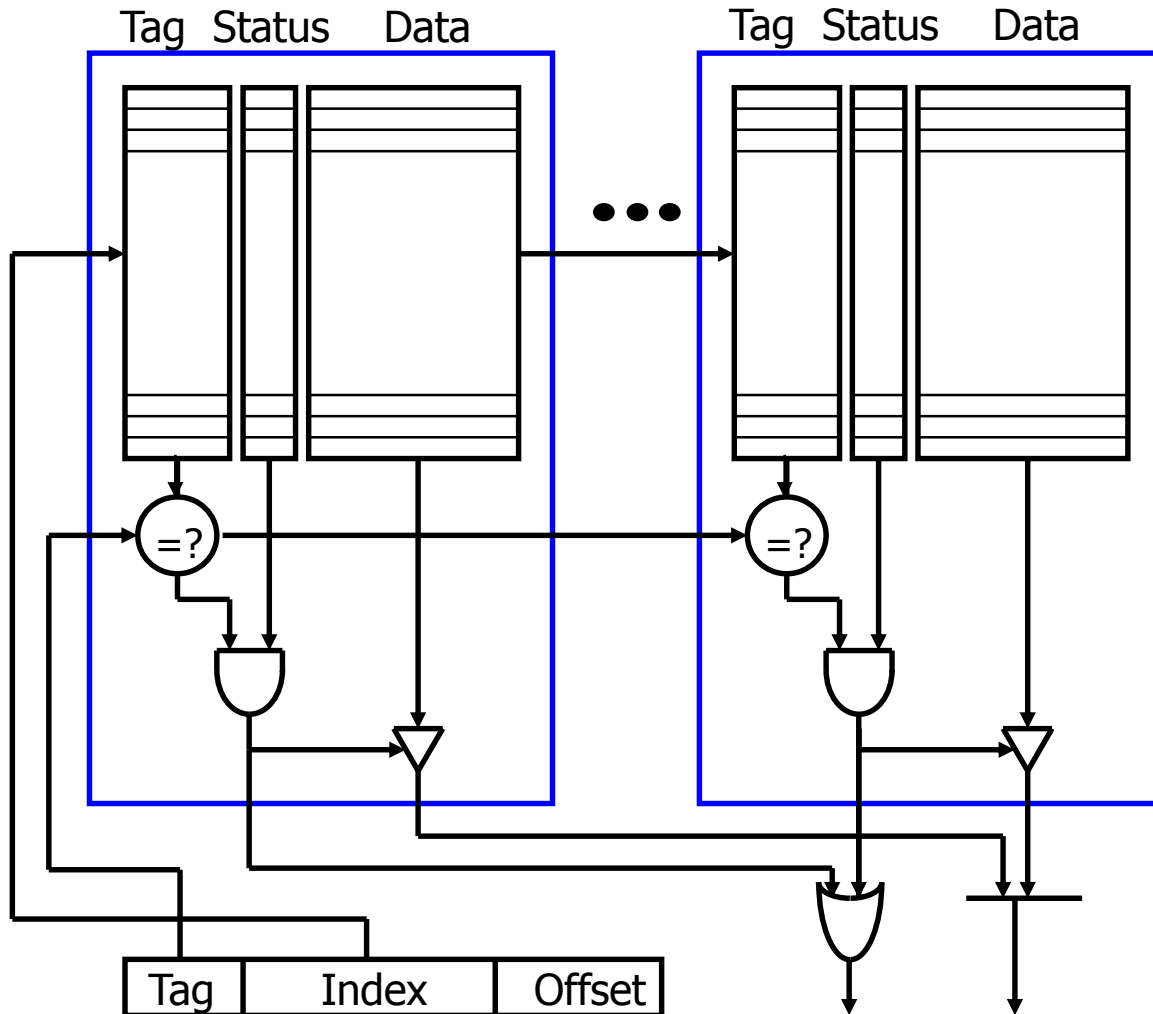 Tag Status Data Tag Status Data
=? =?
Tag Index Offset